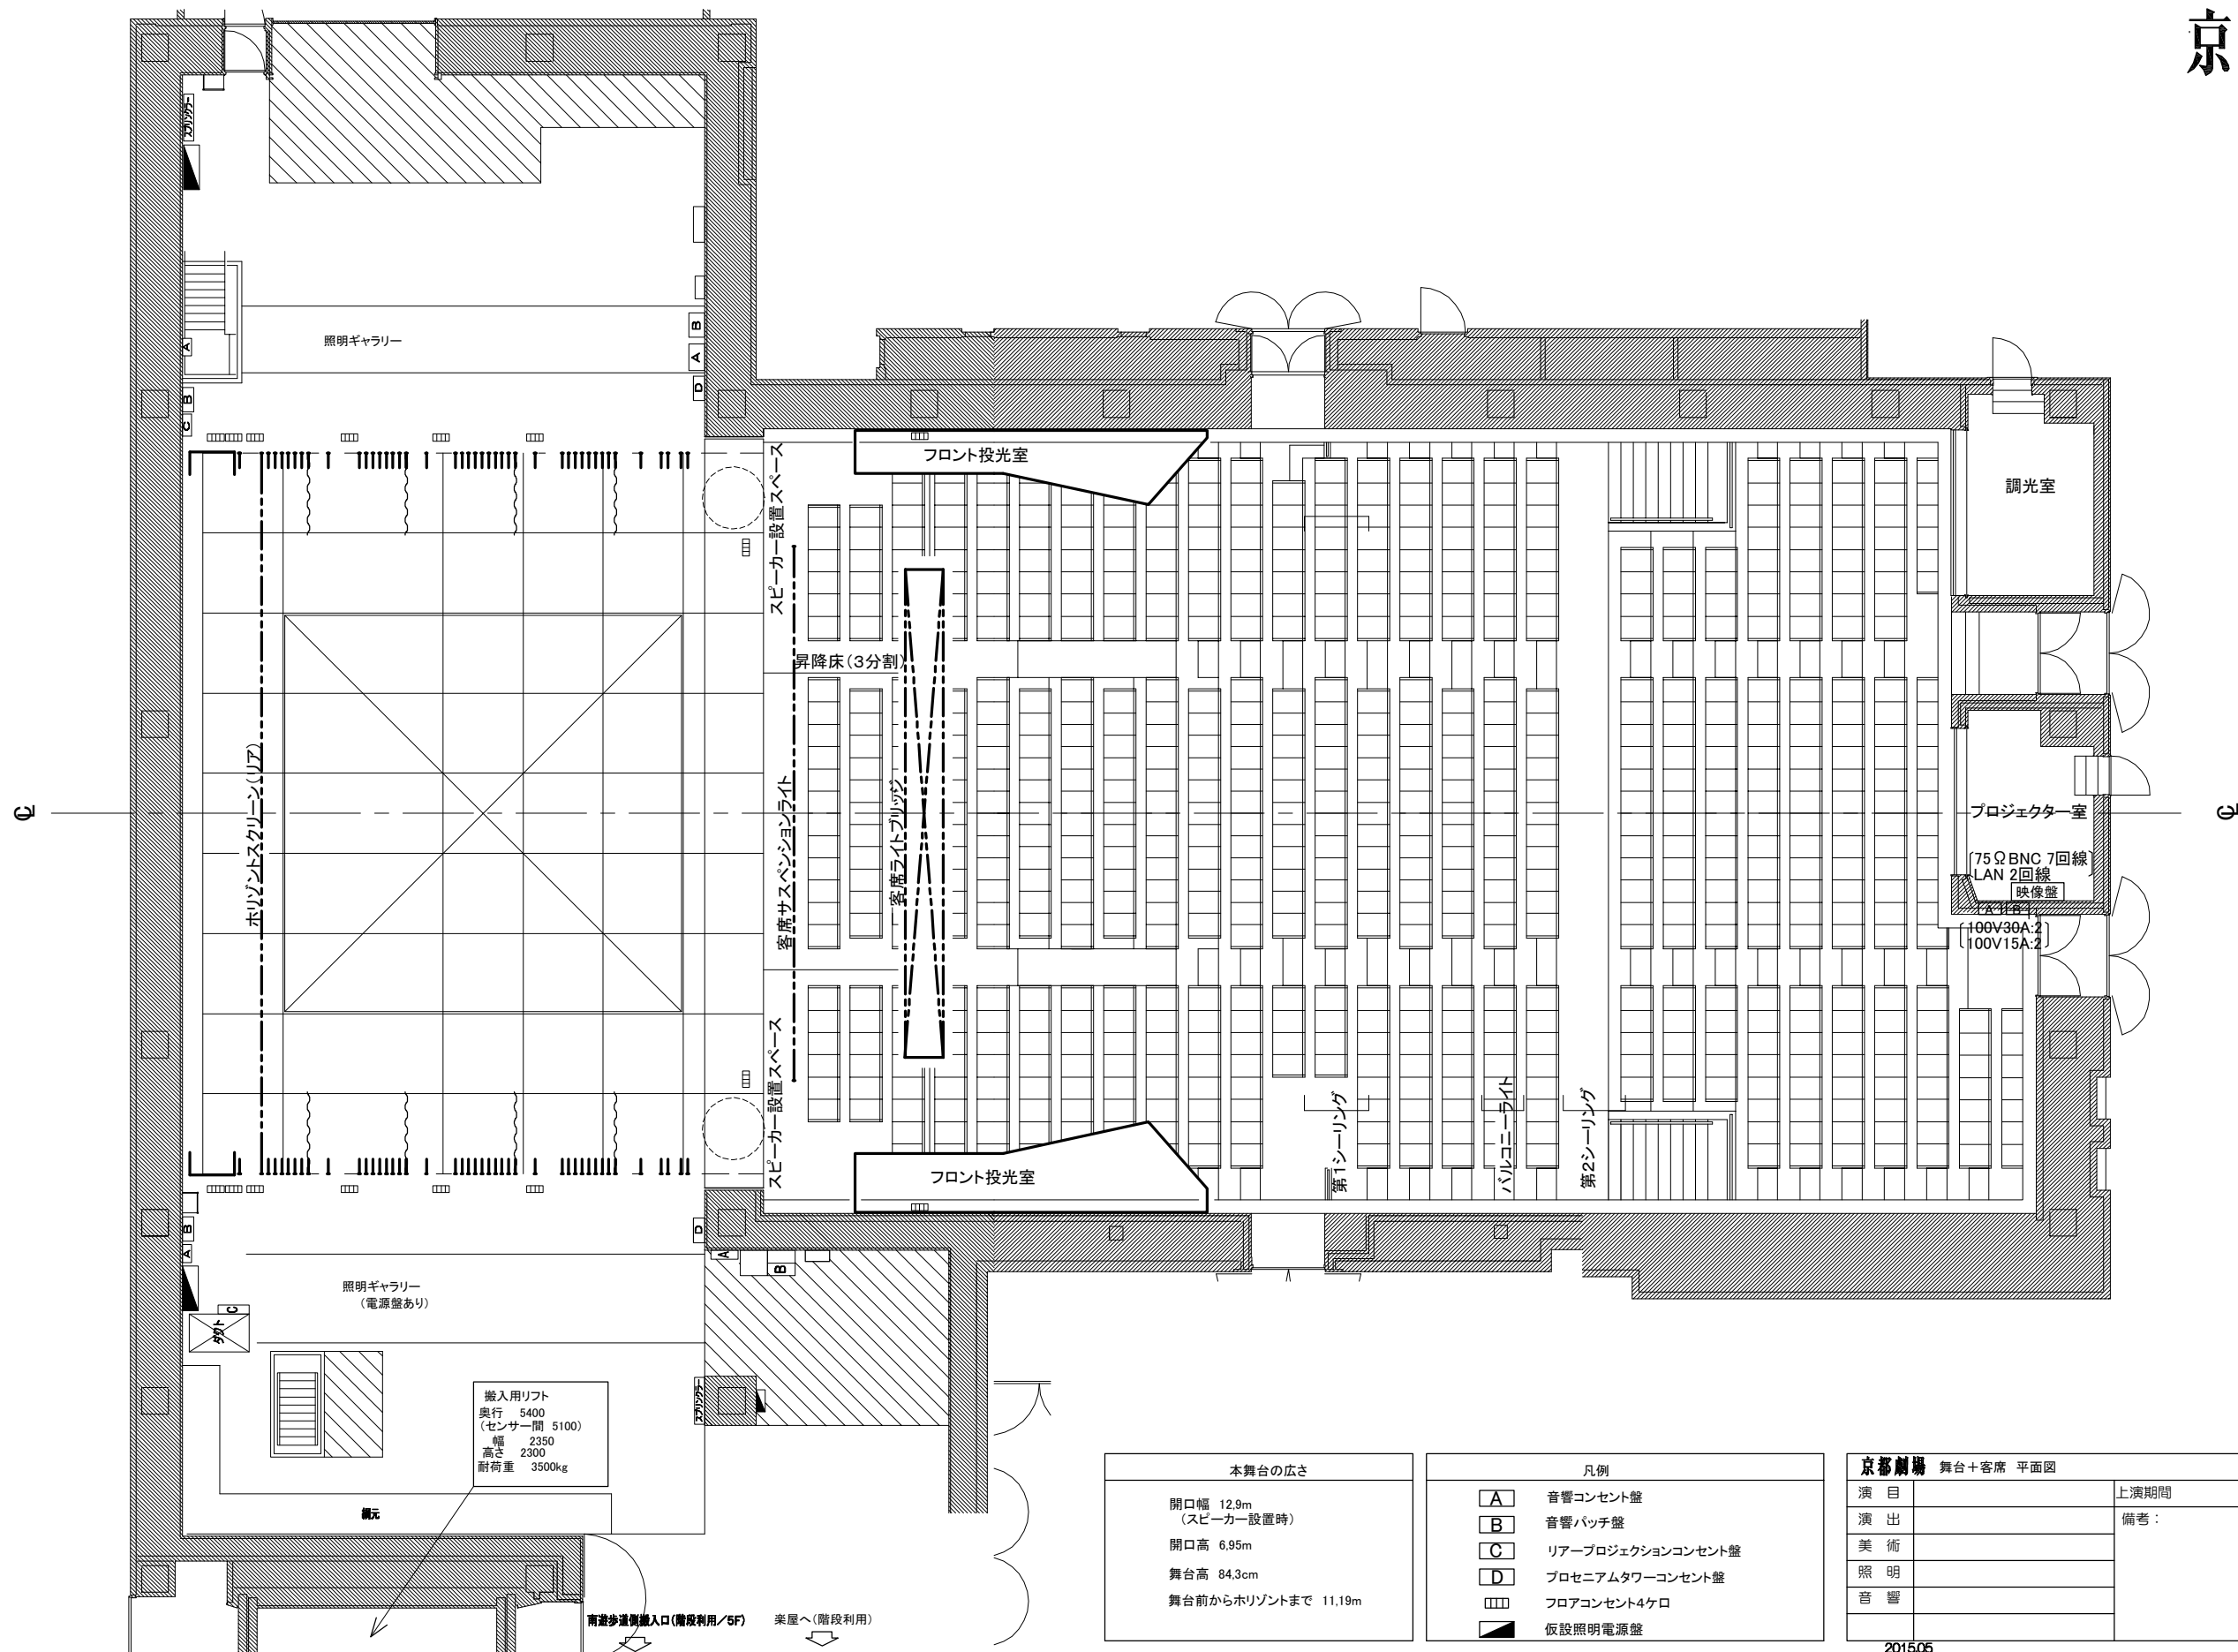 京
スプリンクラー
照明ギャラリー
A
B
C
B
A
D
フロント投光室
スピーカー設置スペース
調光室
昇降床(3分割)
ホリゾントスクリーン(リア)
客席サスペンションライト
客席ライトブリッジ
℄
℄
プロジェクター室
75ΩBNC 7回線
LAN 2回線
映像盤
A B
100V30A:2
100V15A:2
スピーカー設置スペース
第1シーリング
バルコニーライト
第2シーリング
フロント投光室
B
A
D
A
B
照明ギャラリー
(電源盤あり)
C
ダクト
スプリンクラー
搬入用リフト
奥行 5400
(センサー間 5100)
幅 2350
高さ 2300
耐荷重 3500kg
綱元
南遊歩道側搬入口(階段利用/5F)
楽屋へ(階段利用)
本舞台の広さ
開口幅 12,9m
(スピーカー設置時)
開口高 6,95m
舞台高 84,3cm
舞台前からホリゾントまで 11,19m
凡例
A 音響コンセント盤
B 音響パッチ盤
C リアープロジェクションコンセント盤
D プロセニアムタワーコンセント盤
フロアコンセント4ケ口
仮設照明電源盤
京都劇場 舞台+客席 平面図
演 目
上演期間
演 出
備考:
美 術
照 明
音 響
2015.05